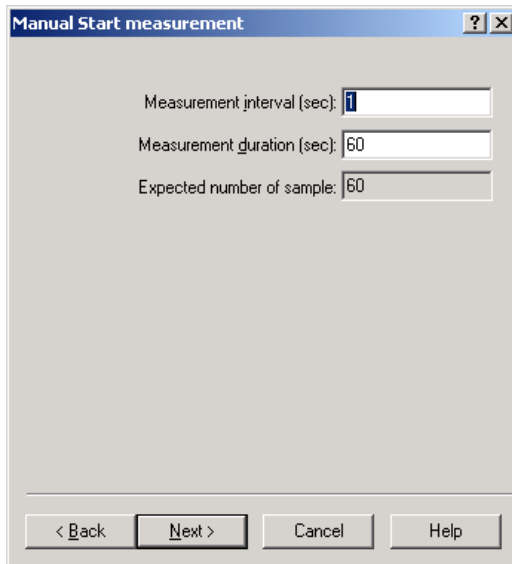 Manual Start measurement
Measurement interval (sec): 1
Measurement duration (sec): 60
Expected number of sample: 60
< Back Next > Cancel Help